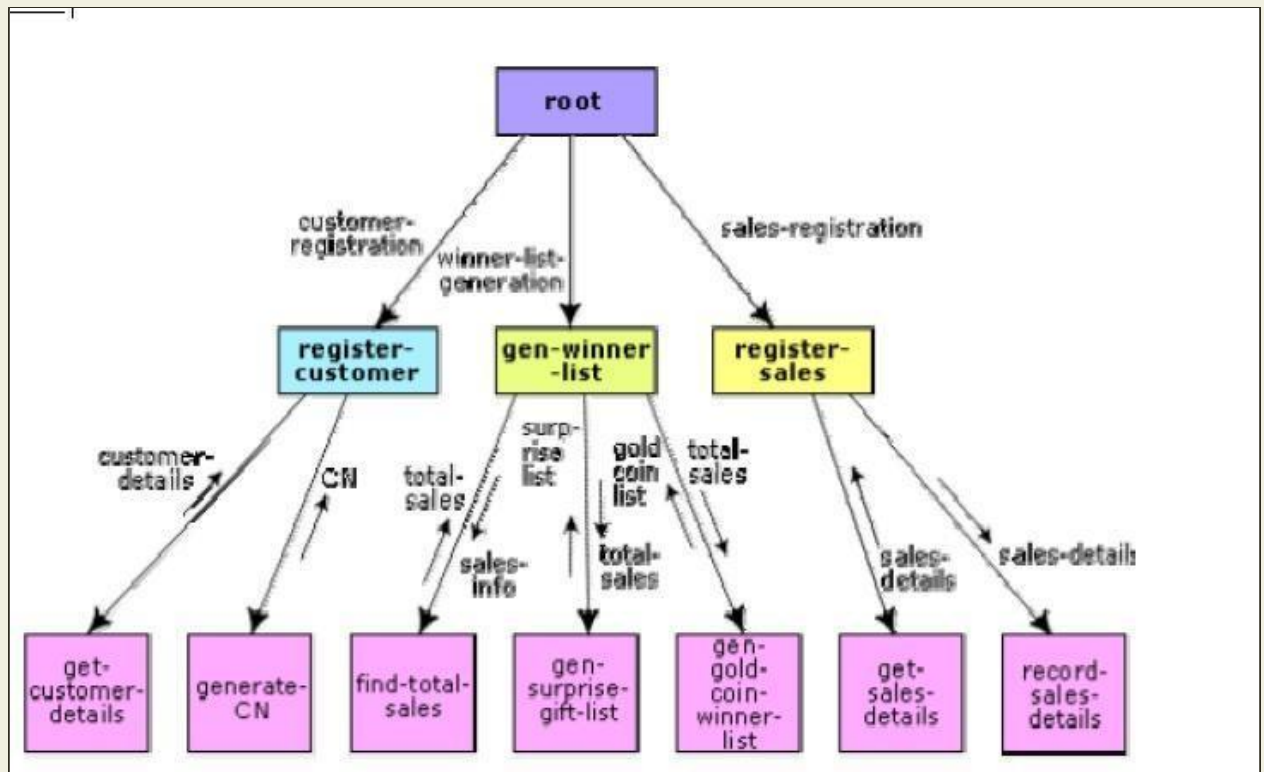 root
customer-
registration
winner-list-
generation
sales-registration
register-
customer
gen-winner
-list
register-
sales
customer-
details
CN
total-
sales
sales-
info
surp-
rise
list
total-
sales
gold
coin
list
total-
sales
sales-
details
sales-details
get-
customer-
details
generate-
CN
find-total-
sales
gen-
surprise-
gift-list
gen-
gold-
coin-
winner-
list
get-
sales-
details
record-
sales-
details